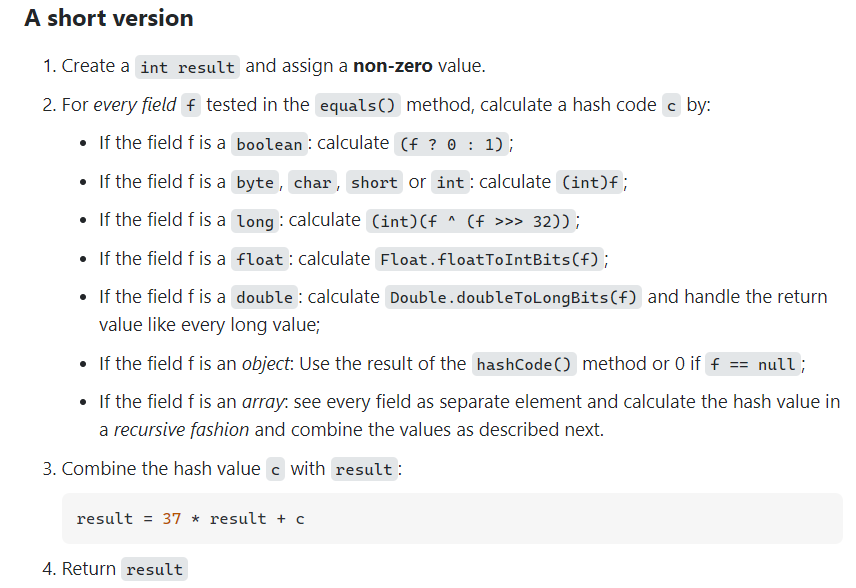 A short version
1. Create a int result and assign a non-zero value.
2. For every field f tested in the equals() method, calculate a hash code c by:
• If the field f is a boolean: calculate (f ? 0 : 1);
• If the field f is a byte, char, short or int: calculate (int)f;
• If the field f is a long: calculate (int)(f ^ (f >>> 32));
• If the field f is a float: calculate Float.floatToIntBits(f);
• If the field f is a double: calculate Double.doubleToLongBits(f) and handle the return
value like every long value;
• If the field f is an object: Use the result of the hashCode() method or 0 if f == null;
• If the field f is an array: see every field as separate element and calculate the hash value in
a recursive fashion and combine the values as described next.
3. Combine the hash value c with result:
result = 37 * result + c
4. Return result